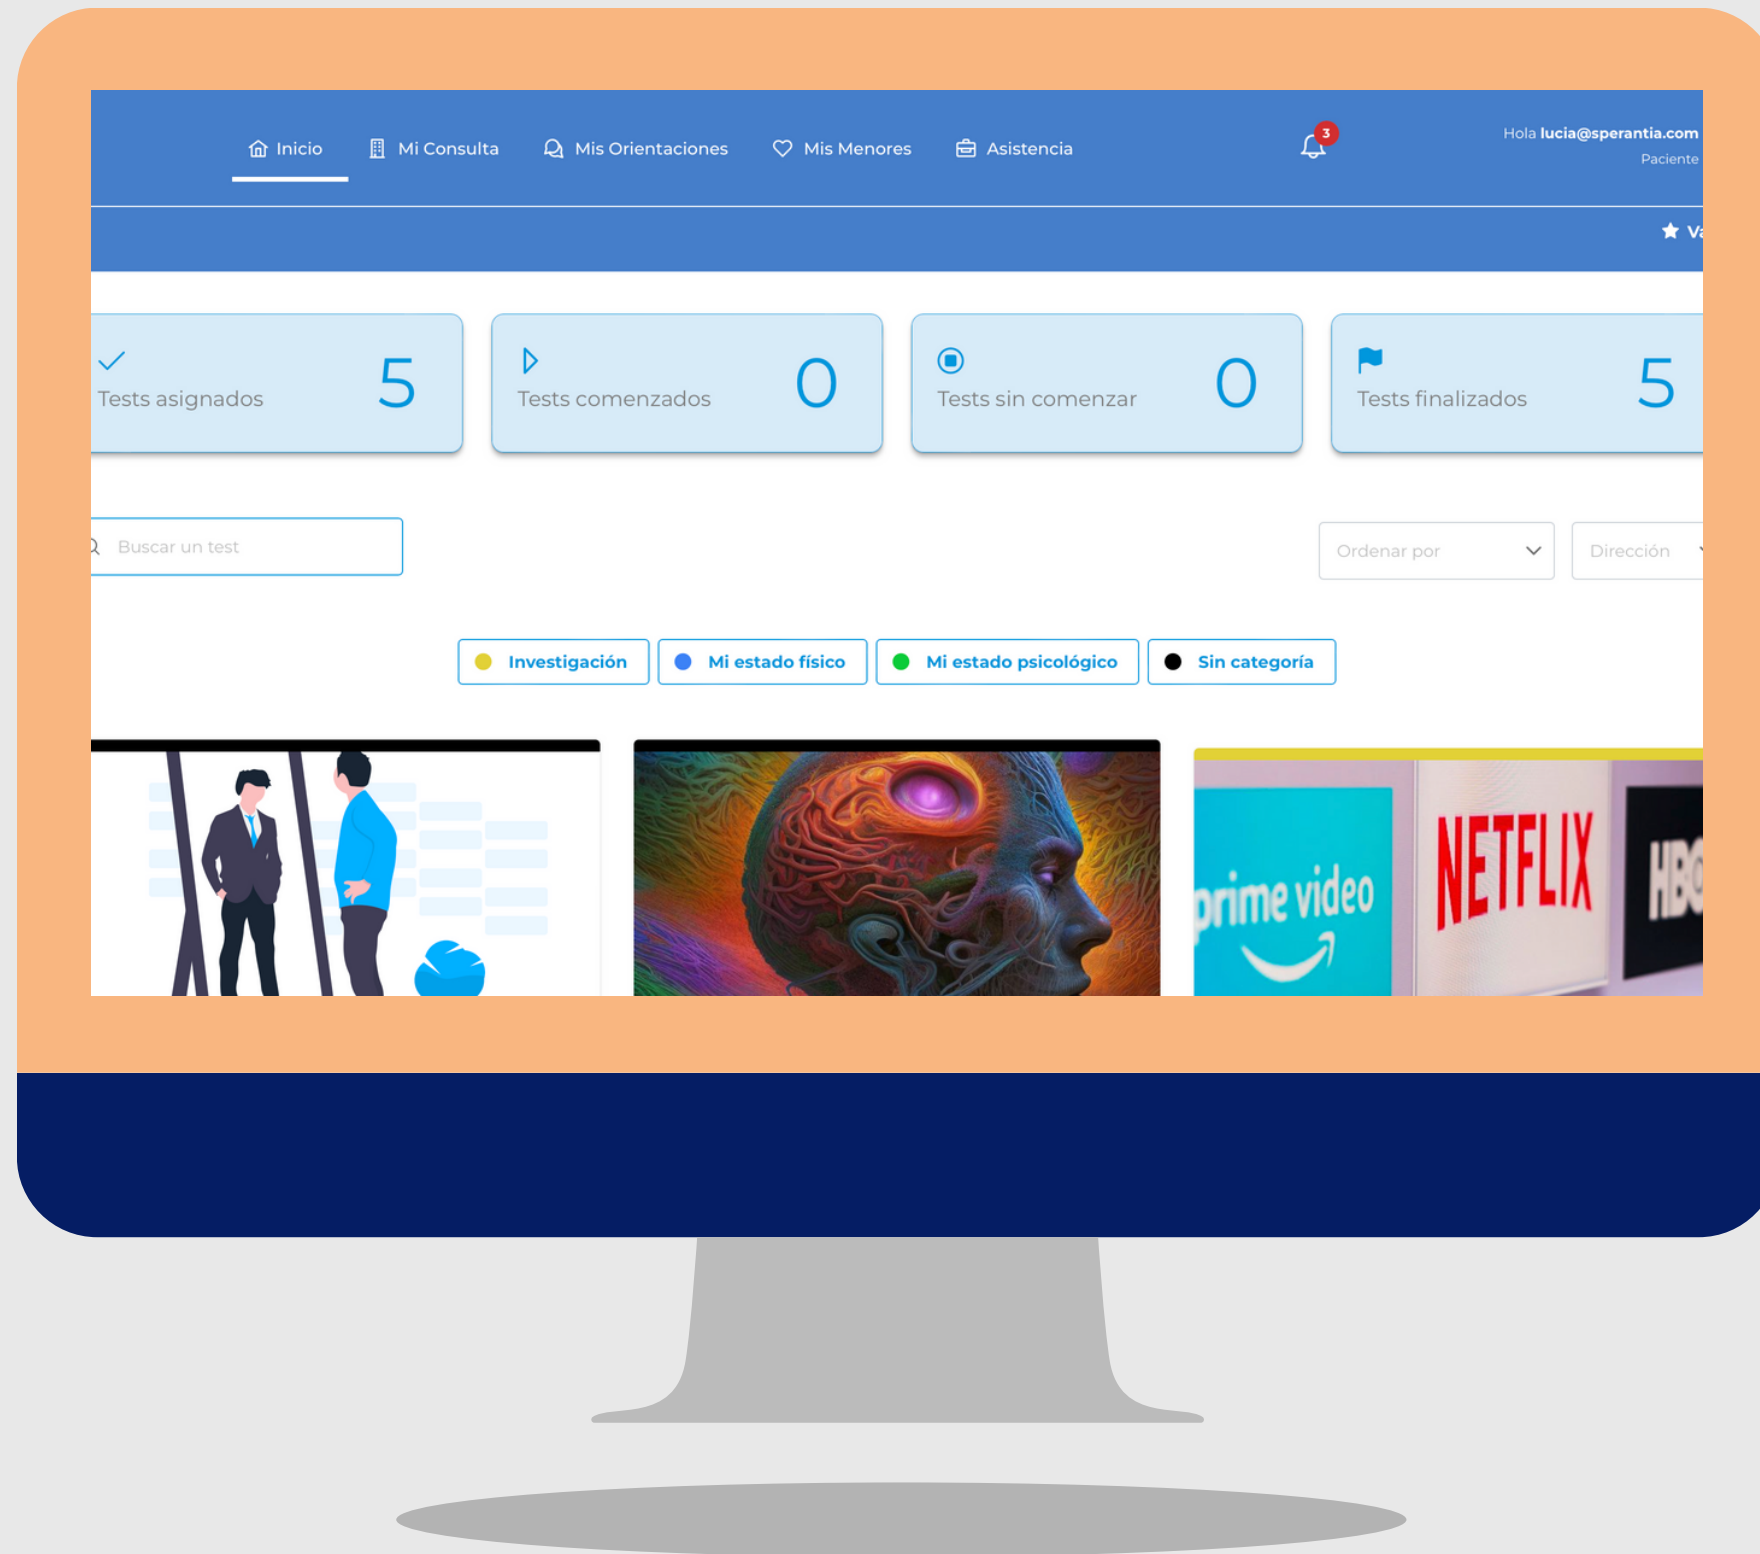 Inicio
Mi Consulta
Mis Orientaciones
Mis Menores
Asistencia
3
Hola lucia@sperantia.com
Paciente
Tests asignados
5
Tests comenzados
0
Tests sin comenzar
0
Tests finalizados
5
Buscar un test
Ordenar por
Dirección
Investigación
Mi estado físico
Mi estado psicológico
Sin categoría
prime video
NETFLIX